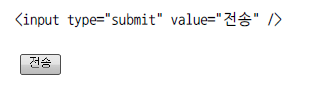 <input type="submit" value="전송" />
전송